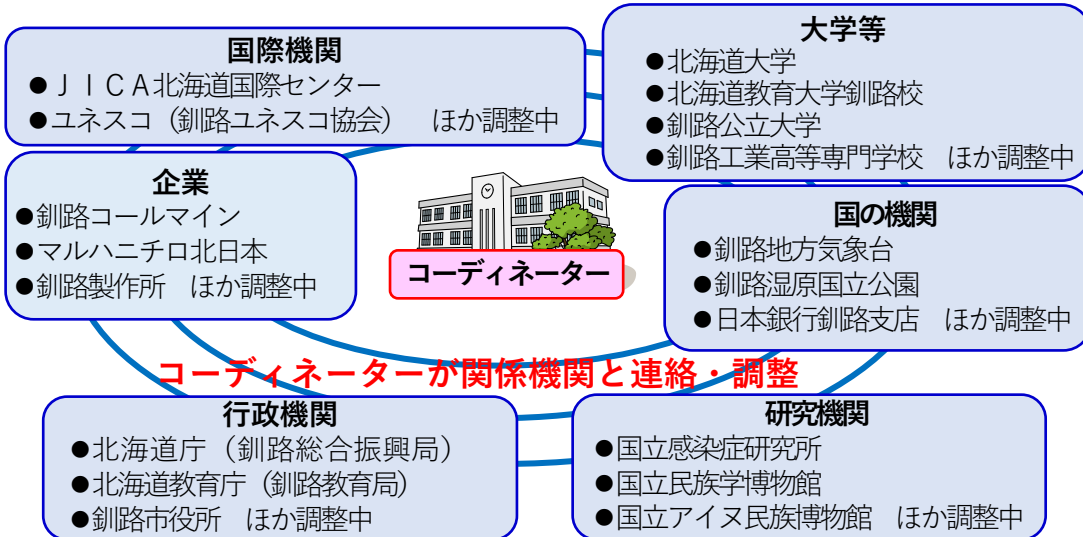 国際機関
●ＪＩＣＡ北海道国際センター
●ユネスコ（釧路ユネスコ協会）　ほか調整中
大学等
●北海道大学
●北海道教育大学釧路校
●釧路公立大学
●釧路工業高等専門学校　ほか調整中
企業
●釧路コールマイン
●マルハニチロ北日本
●釧路製作所　ほか調整中
コーディネーター
国の機関
●釧路地方気象台
●釧路湿原国立公園
●日本銀行釧路支店　ほか調整中
コーディネーターが関係機関と連絡・調整
行政機関
●北海道庁（釧路総合振興局）
●北海道教育庁（釧路教育局）
●釧路市役所　ほか調整中
研究機関
●国立感染症研究所
●国立民族学博物館
●国立アイヌ民族博物館　ほか調整中